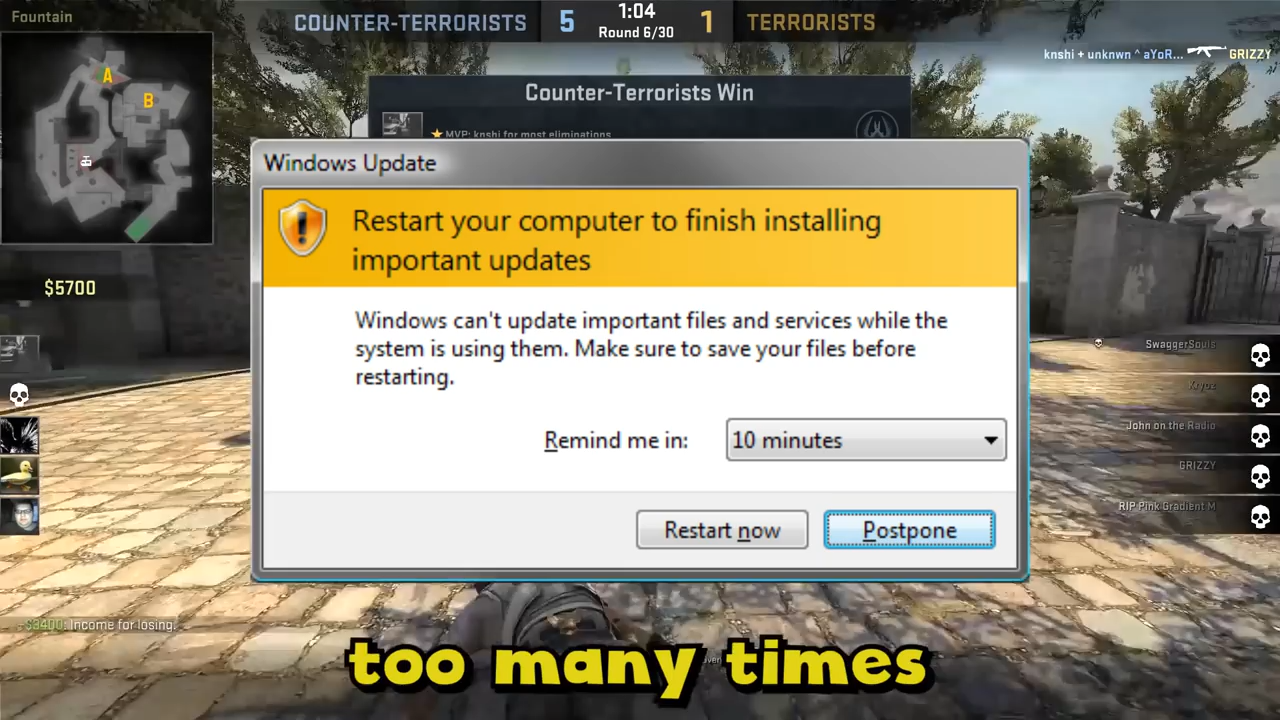 Fountain
COUNTER-TERRORISTS 5 1:04 1 TERRORISTS
Round 6/30
knshi + unknwn ^ aYoR... GRIZZY
A
B
Counter-Terrorists Win
MVP: knshi for most eliminations
Windows Update
Restart your computer to finish installing
important updates
$5700
Windows can't update important files and services while the
system is using them. Make sure to save your files before
restarting.
SwaggerSouls
Kryoz
John on the Radio
Remind me in: 10 minutes
GRIZZY
RIP Pink Gradient M
Restart now Postpone
+$3400: Income for losing.
too many times